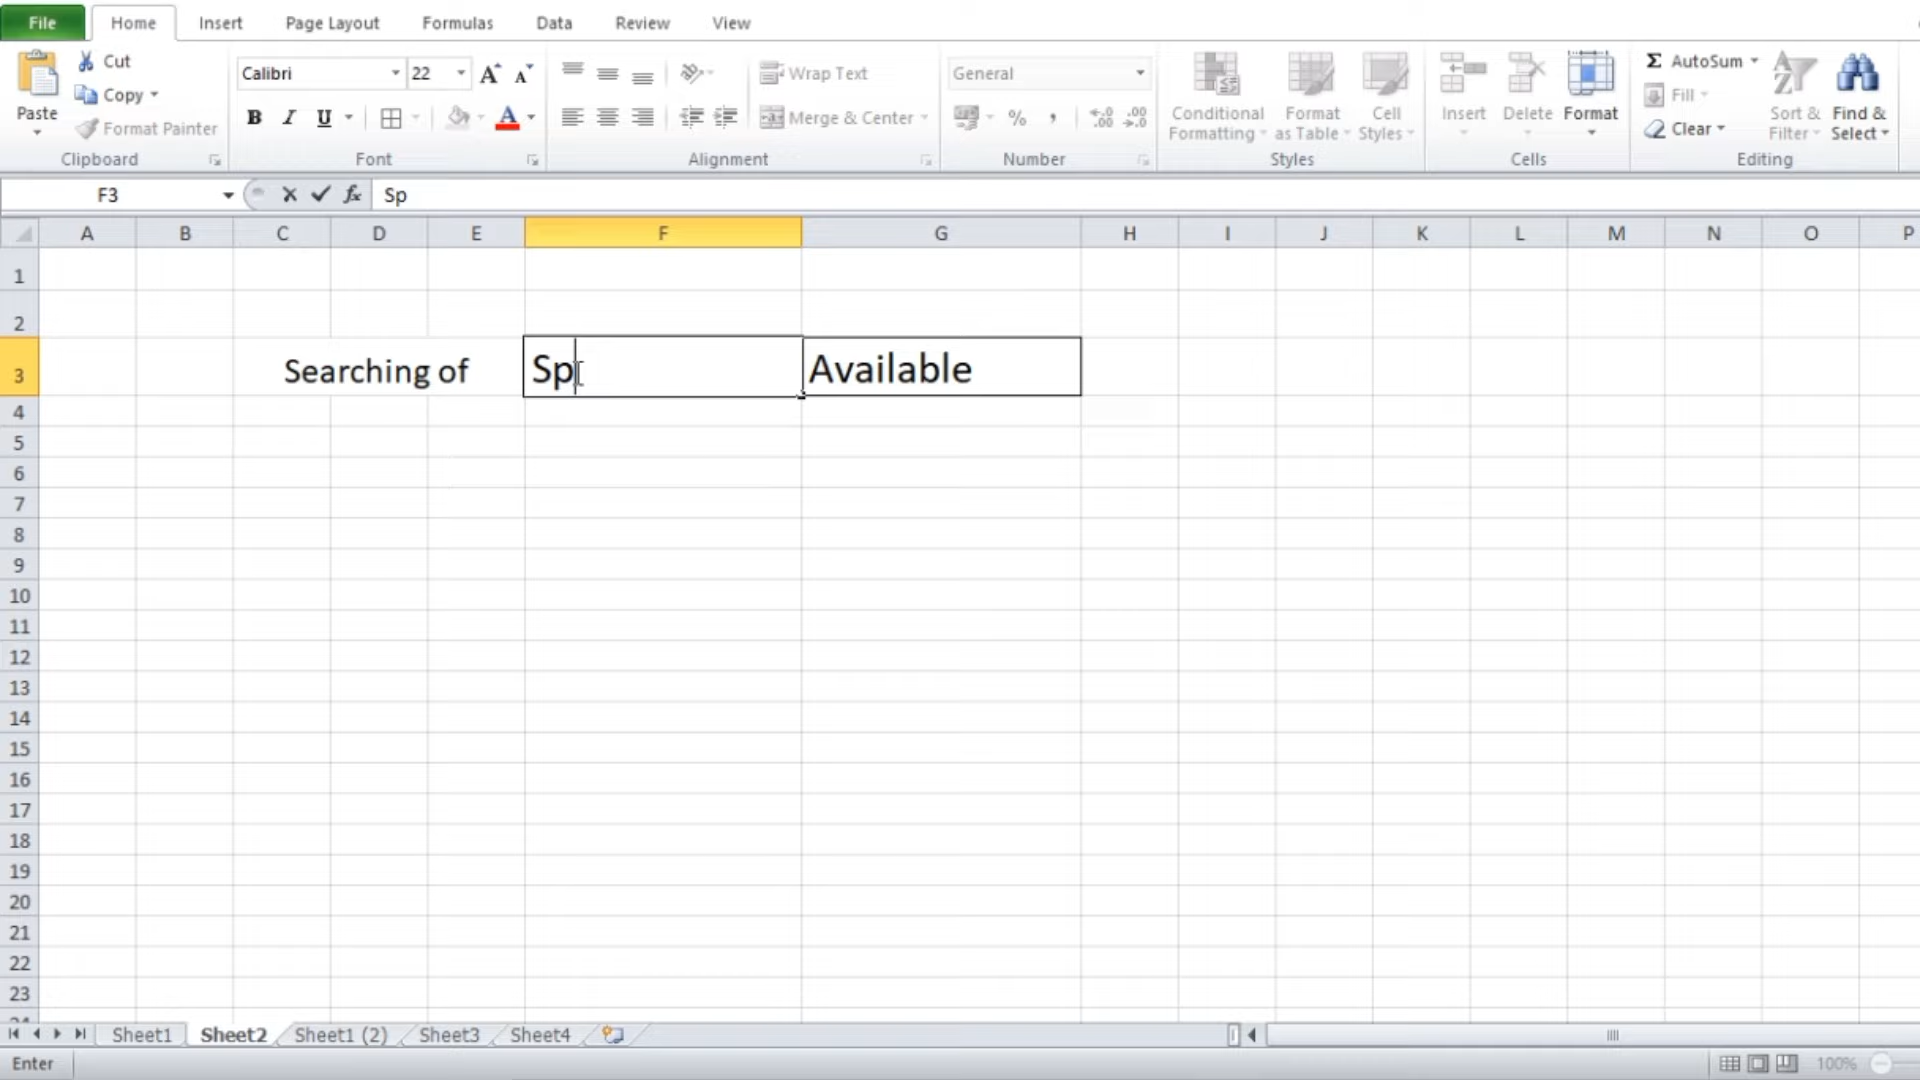 File Home Insert Page Layout Formulas Data Review View
Paste
Cut
Copy
Format Painter
Clipboard
Calibri 22 A A
B I U A
Font
Wrap Text
Merge & Center
Alignment
General
% ,
Number
Conditional Formatting
Format as Table
Cell Styles
Styles
Insert Delete Format
Cells
Σ AutoSum
Fill
Clear
Sort & Filter
Find & Select
Editing
F3 fx Sp
A B C D E F G H I J K L M N O P
1
2
3 Searching of Sp Available
4
5
6
7
8
9
10
11
12
13
14
15
16
17
18
19
20
21
22
23
Sheet1 Sheet2 Sheet1 (2) Sheet3 Sheet4
Enter 100%